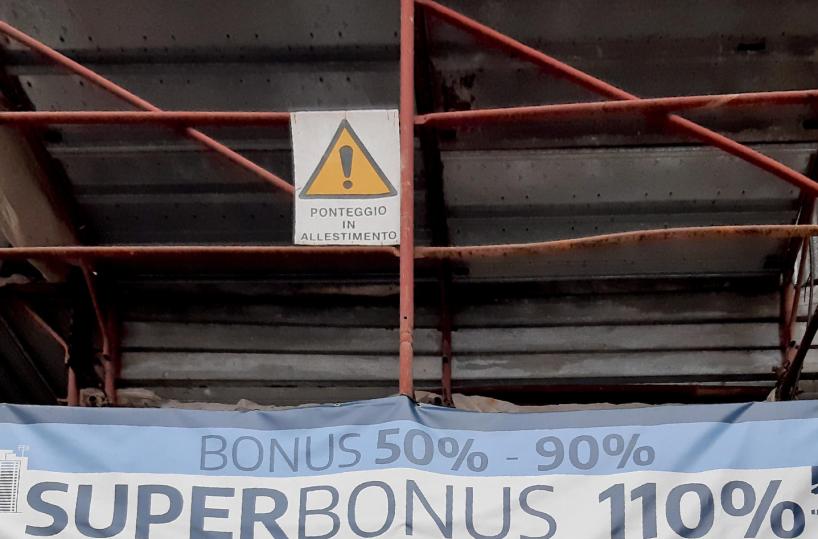 PONTEGGIO
IN
ALLESTIMENTO
BONUS 50% - 90%
SUPERBONUS 110%